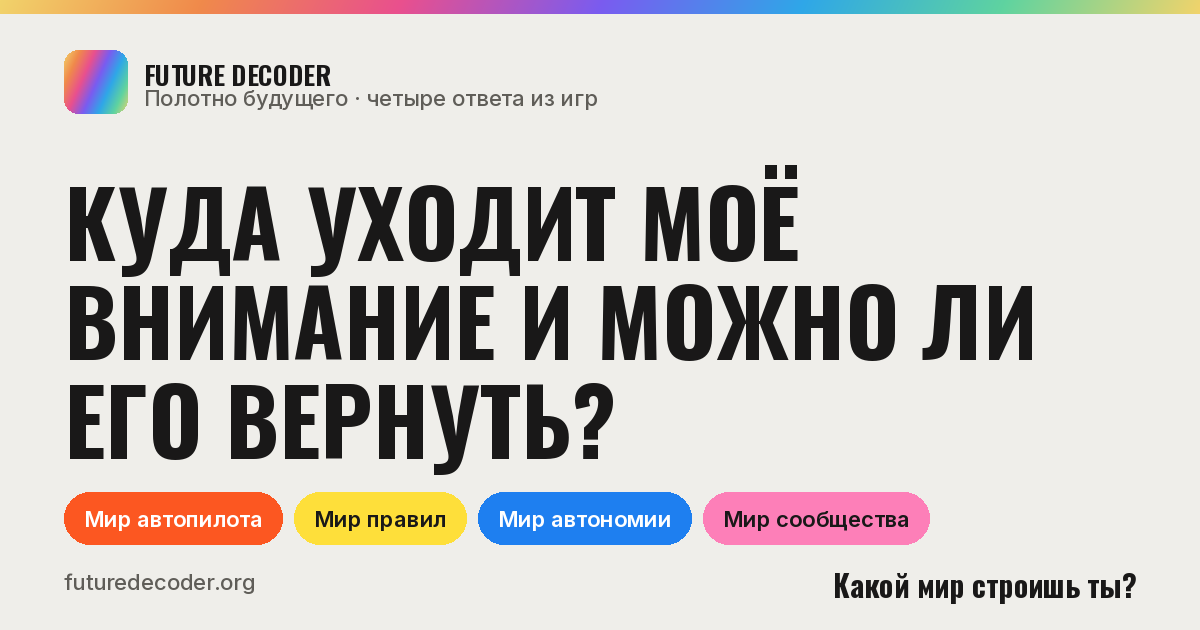 FUTURE DECODER
Полотно будущего · четыре ответа из игр
КУДА УХОДИТ МОЁ
ВНИМАНИЕ И МОЖНО ЛИ
ЕГО ВЕРНУТЬ?
Мир автопилота
Мир правил
Мир автономии
Мир сообщества
futuredecoder.org
Какой мир строишь ты?